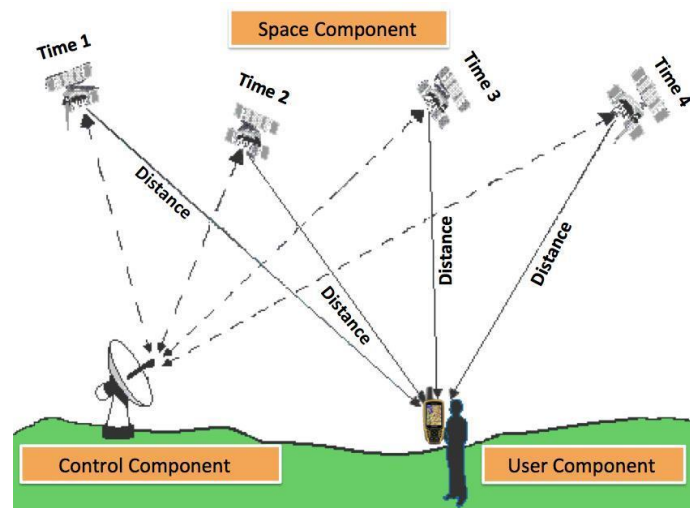 Space Component
Time 1
Time 2
Time 3
Time 4
Distance
Distance
Distance
Distance
Control Component
User Component